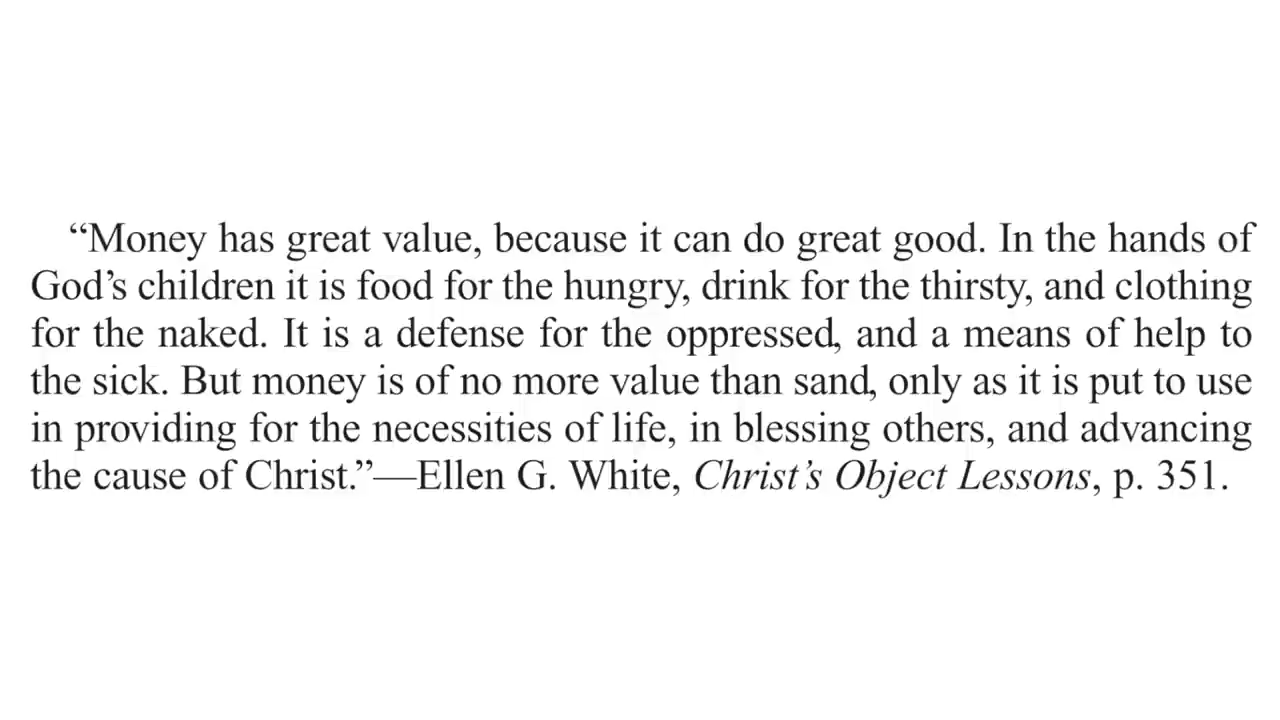 “Money has great value, because it can do great good. In the hands of
God’s children it is food for the hungry, drink for the thirsty, and clothing
for the naked. It is a defense for the oppressed, and a means of help to
the sick. But money is of no more value than sand, only as it is put to use
in providing for the necessities of life, in blessing others, and advancing
the cause of Christ.”—Ellen G. White, Christ’s Object Lessons, p. 351.